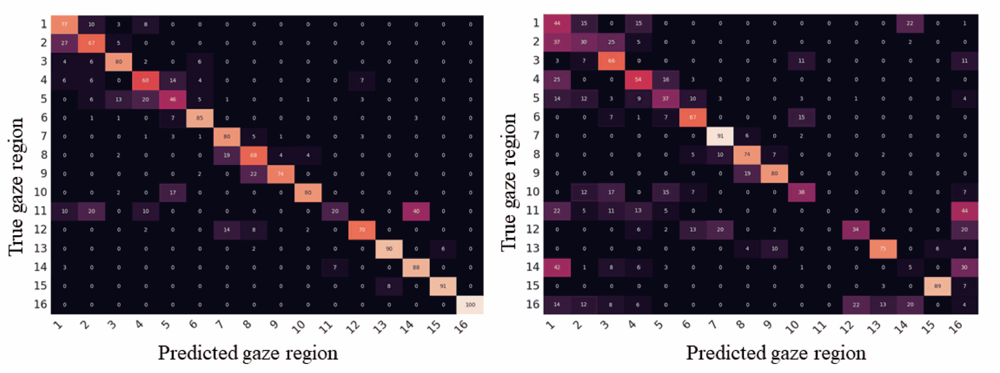 1 77 10 3 8 0 0 0 0 0 0 0 0 0 0 0 0
2 27 67 5 0 0 0 0 0 0 0 0 0 0 0 0 0
3 4 6 80 2 0 6 0 0 0 0 0 0 0 0 0 0
4 6 6 0 60 14 4 0 0 0 0 0 7 0 0 0 0
5 0 6 13 20 46 5 1 0 0 1 0 3 0 0 0 0
6 0 1 1 0 7 85 0 0 0 0 0 0 0 3 0 0
7 0 0 0 1 3 1 80 5 1 0 0 3 0 0 0 0
8 0 0 2 0 0 0 19 68 4 4 0 0 0 0 0 0
9 0 0 0 0 0 2 0 22 74 0 0 0 0 0 0 0
10 0 0 2 0 17 0 0 0 0 80 0 0 0 0 0 0
11 10 20 0 10 0 0 0 0 0 0 20 0 0 40 0 0
12 0 0 0 2 0 0 14 8 0 2 0 70 0 0 0 0
13 0 0 0 0 0 0 0 2 0 0 0 0 90 0 6 0
14 3 0 0 0 0 0 0 0 0 0 7 0 0 88 0 0
15 0 0 0 0 0 0 0 0 0 0 0 0 8 0 91 0
16 0 0 0 0 0 0 0 0 0 0 0 0 0 0 0 100
1 2 3 4 5 6 7 8 9 10 11 12 13 14 15 16
True gaze region
Predicted gaze region
1 44 15 0 15 0 0 0 0 0 0 0 0 0 22 0 1
2 37 30 25 5 0 0 0 0 0 0 0 0 0 2 0 0
3 3 7 66 0 0 0 0 0 0 11 0 0 0 0 0 11
4 25 0 0 54 16 3 0 0 0 0 0 0 0 0 0 0
5 14 12 3 9 37 10 3 0 0 3 0 1 0 0 0 4
6 0 0 7 1 7 67 0 0 0 15 0 0 0 0 0 0
7 0 0 0 0 0 0 91 6 0 2 0 0 0 0 0 0
8 0 0 0 0 0 5 10 74 7 0 0 0 2 0 0 0
9 0 0 0 0 0 0 0 19 80 0 0 0 0 0 0 0
10 0 12 17 0 15 7 0 0 0 38 0 0 0 0 0 7
11 22 5 11 13 5 0 0 0 0 0 0 0 0 0 0 44
12 0 0 0 6 2 13 20 0 2 0 0 34 0 0 0 20
13 0 0 0 0 0 0 0 4 10 0 0 0 75 0 6 4
14 42 1 8 6 3 0 0 0 0 1 0 0 0 5 0 30
15 0 0 0 0 0 0 0 0 0 0 0 0 3 0 89 7
16 14 12 8 6 0 0 0 0 0 0 0 22 13 20 0 4
1 2 3 4 5 6 7 8 9 10 11 12 13 14 15 16
True gaze region
Predicted gaze region